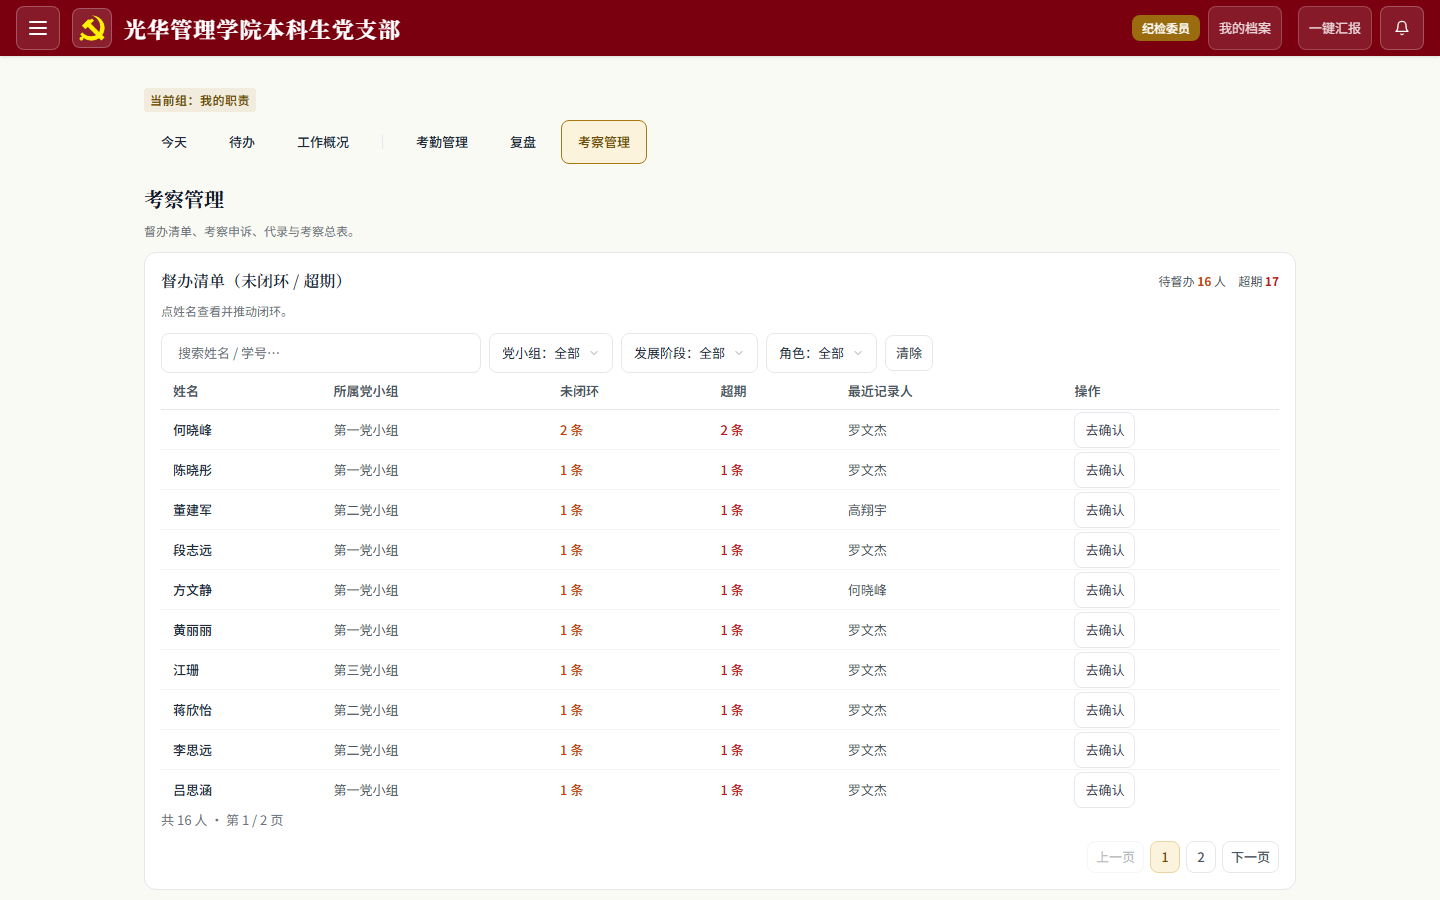 光华管理学院本科生党支部
纪检委员 我的档案 一键汇报
当前组：我的职责
今天 待办 工作概况 考勤管理 复盘 考察管理
考察管理
督办清单、考察申诉、代录与考察总表。
督办清单（未闭环 / 超期） 待督办 16 人 超期 17
点姓名查看并推动闭环。
搜索姓名 / 学号… 党小组：全部 发展阶段：全部 角色：全部 清除
姓名 所属党小组 未闭环 超期 最近记录人 操作
何晓峰 第一党小组 2 条 2 条 罗文杰 去确认
陈晓彤 第一党小组 1 条 1 条 罗文杰 去确认
董建军 第二党小组 1 条 1 条 高翔宇 去确认
段志远 第一党小组 1 条 1 条 罗文杰 去确认
方文静 第一党小组 1 条 1 条 何晓峰 去确认
黄丽丽 第一党小组 1 条 1 条 罗文杰 去确认
江珊 第三党小组 1 条 1 条 罗文杰 去确认
蒋欣怡 第二党小组 1 条 1 条 罗文杰 去确认
李思远 第二党小组 1 条 1 条 罗文杰 去确认
吕思涵 第一党小组 1 条 1 条 罗文杰 去确认
共 16 人 · 第 1 / 2 页
上一页 1 2 下一页